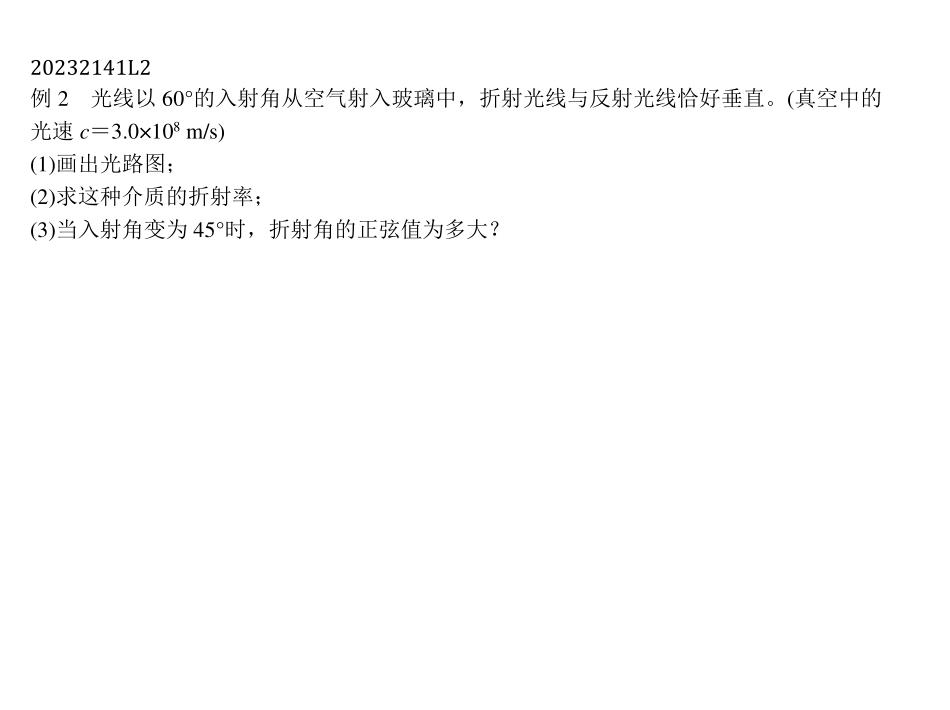 20232141L2
例 2　光线以 60°的入射角从空气射入玻璃中，折射光线与反射光线恰好垂直。(真空中的
光速 c＝3.0×10⁸ m/s)
(1)画出光路图；
(2)求这种介质的折射率；
(3)当入射角变为 45°时，折射角的正弦值为多大？